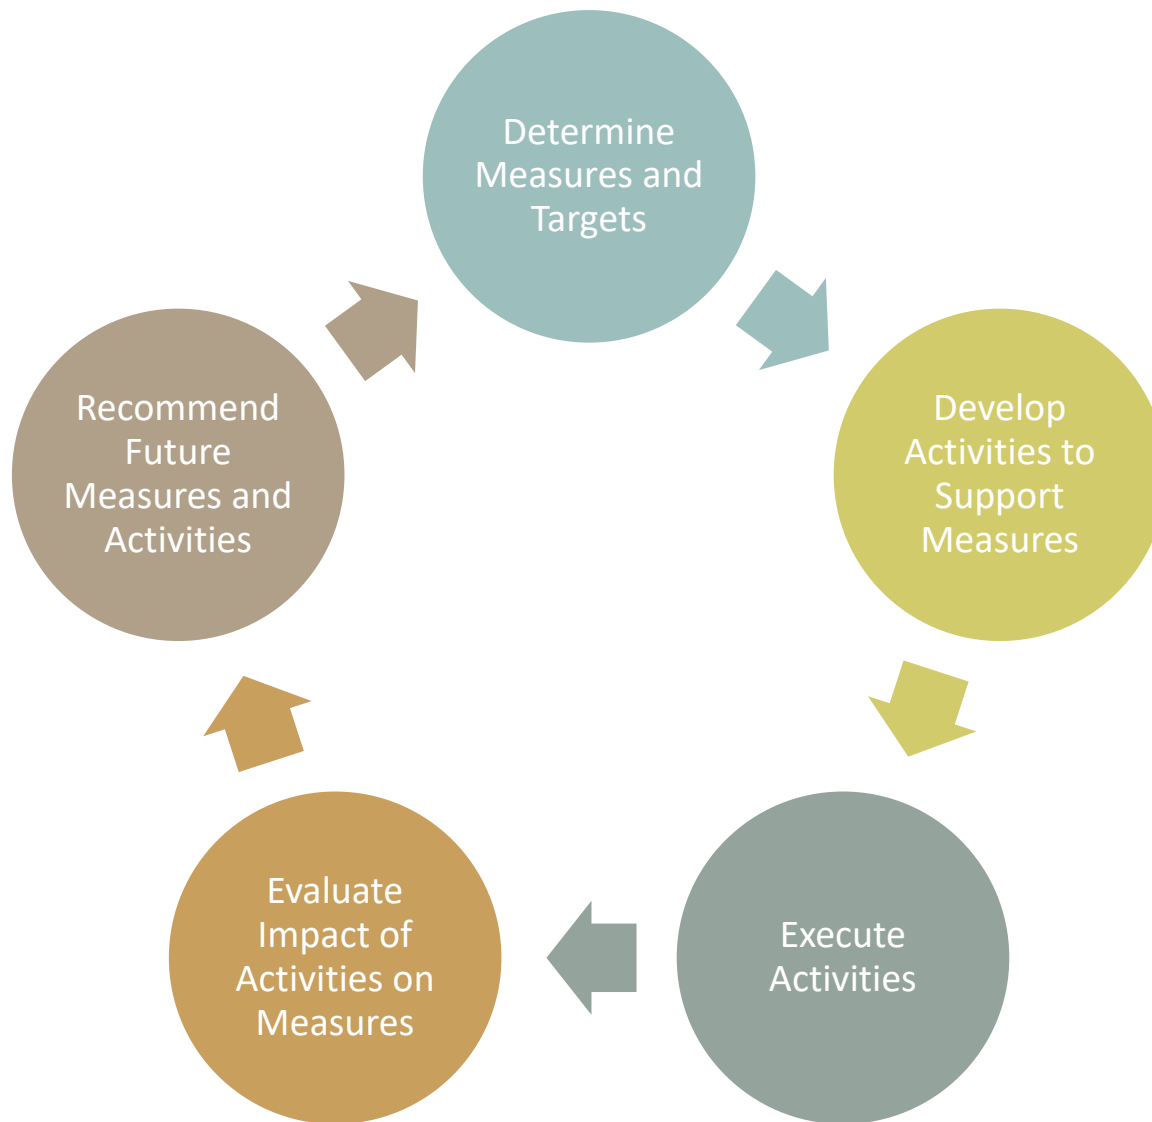 Determine
Measures and
Targets
Develop
Activities to
Support
Measures
Execute
Activities
Evaluate
Impact of
Activities on
Measures
Recommend
Future
Measures and
Activities